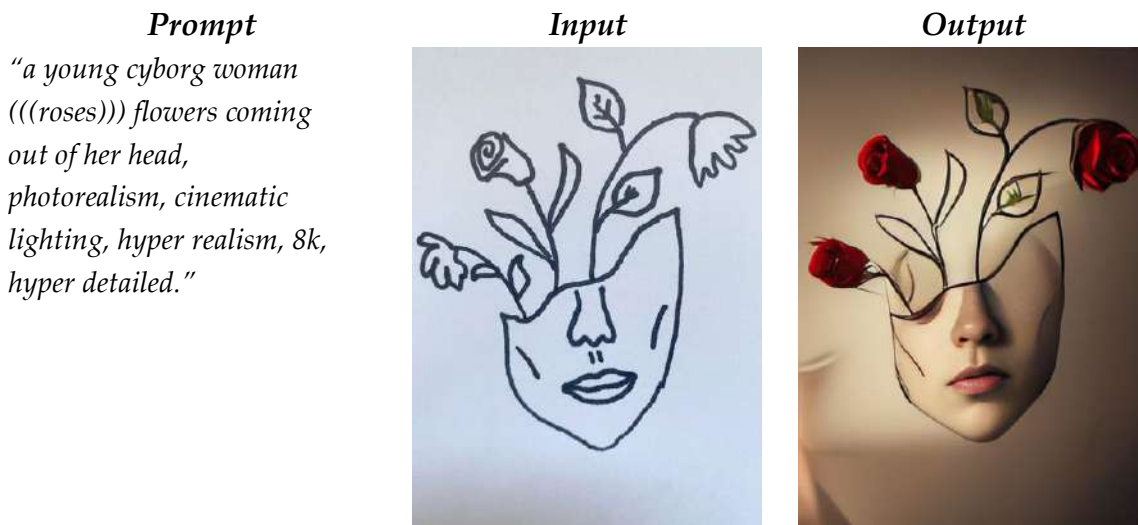 Prompt
Input
Output
“a young cyborg woman
(((roses))) flowers coming
out of her head,
photorealism, cinematic
lighting, hyper realism, 8k,
hyper detailed.”